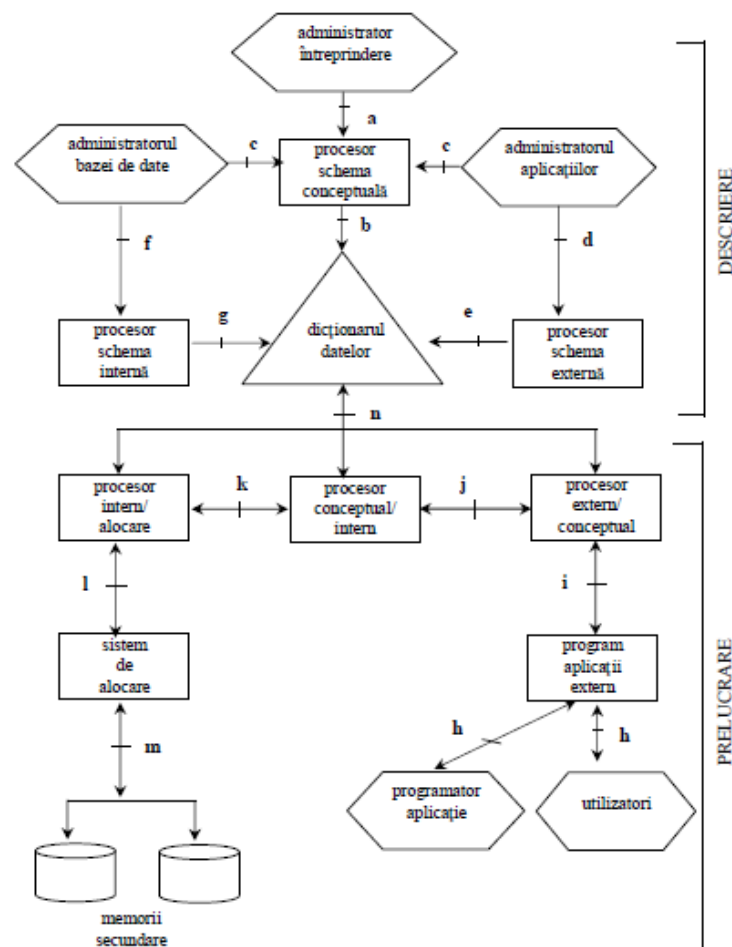 administrator
întreprindere
a
administratorul
bazei de date
c
procesor
schema
conceptuală
c
administratorul
aplicațiilor
b
f
d
DESCRIERE
procesor
schema
internă
g
dicționarul
datelor
e
procesor
schema
externă
n
procesor
intern/
alocare
k
procesor
conceptual/
intern
j
procesor
extern/
conceptual
l
i
sistem
de
alocare
program
aplicații
extern
PRELUCRARE
m
h
h
programator
aplicație
utilizatori
memorii
secundare